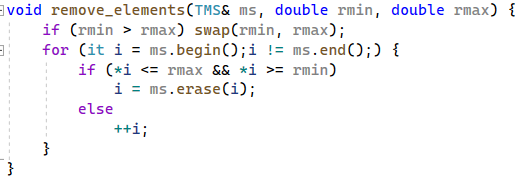 void remove_elements(TMS& ms, double rmin, double rmax) {
    if (rmin > rmax) swap(rmin, rmax);
    for (it i = ms.begin();i != ms.end();) {
        if (*i <= rmax && *i >= rmin)
            i = ms.erase(i);
        else
            ++i;
    }
}